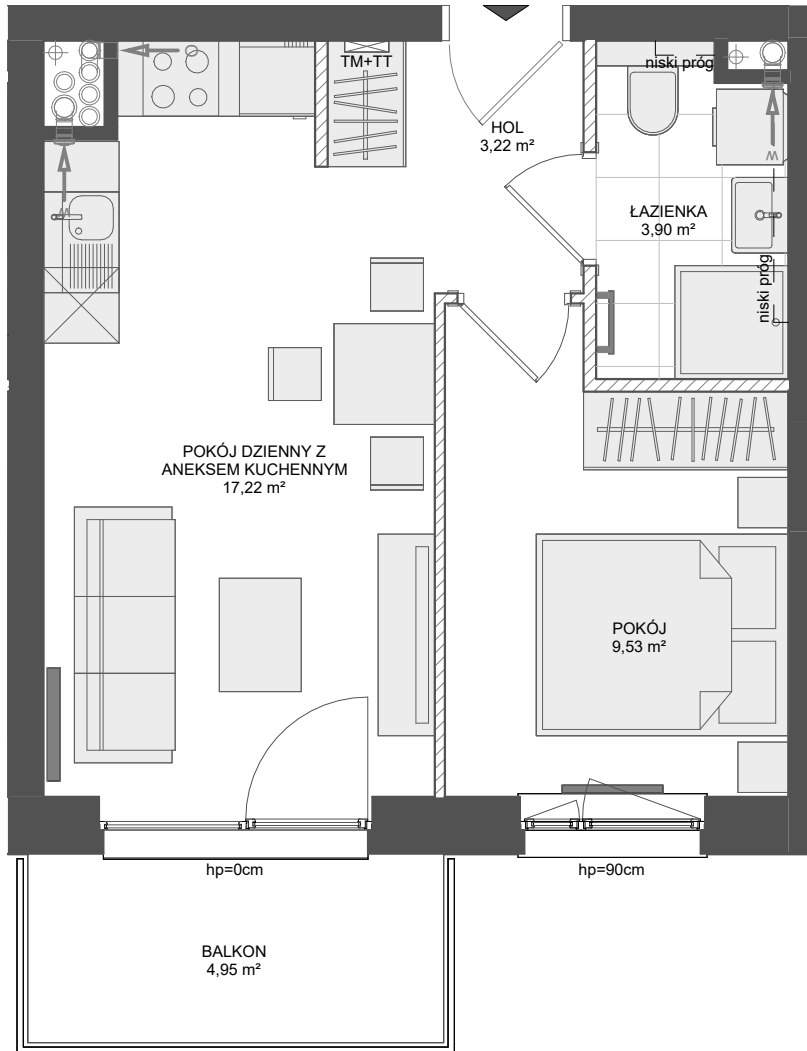 TM+TT
niski próg
HOL
3,22 m²
W
W
ŁAZIENKA
3,90 m²
niski próg
POKÓJ DZIENNY Z
ANEKSEM KUCHENNYM
17,22 m²
POKÓJ
9,53 m²
hp=0cm
hp=90cm
BALKON
4,95 m²